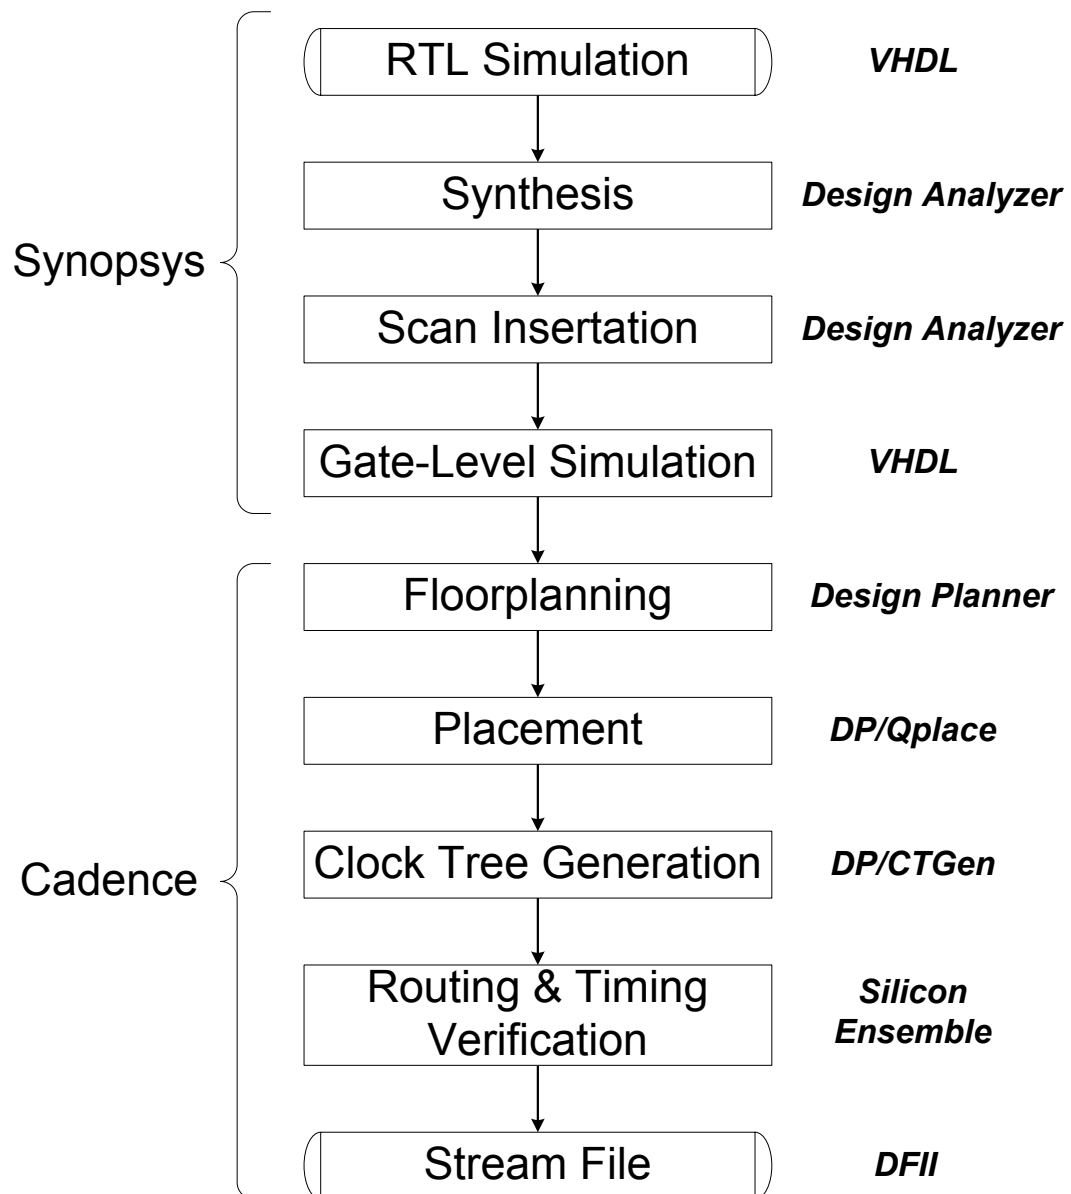 RTL Simulation
VHDL
Synthesis
Design Analyzer
Synopsys
Scan Insertation
Design Analyzer
Gate-Level Simulation
VHDL
Floorplanning
Design Planner
Placement
DP/Qplace
Cadence
Clock Tree Generation
DP/CTGen
Routing & Timing
Verification
Silicon
Ensemble
Stream File
DFII